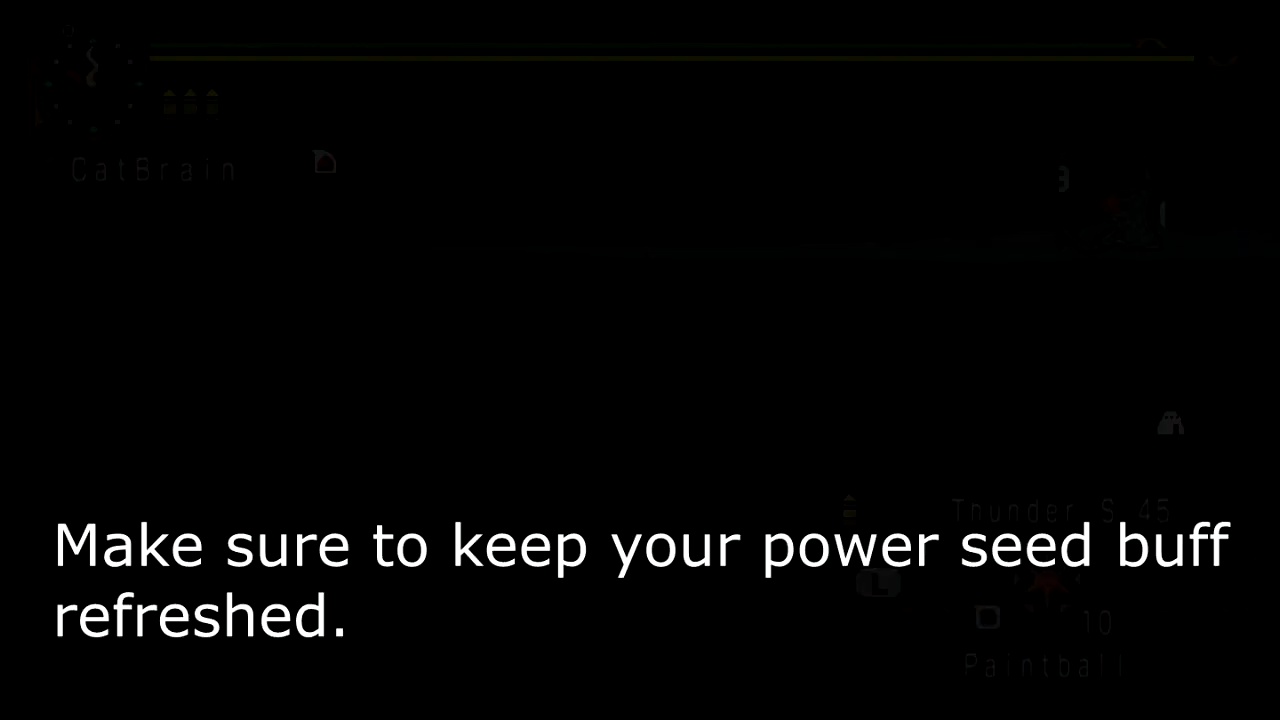 CatBrain
Thunder S 45
Make sure to keep your power seed buff
refreshed.
L
10
Paintball